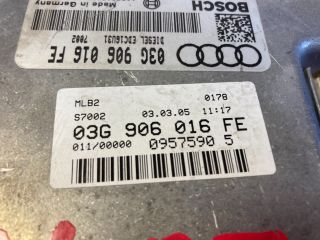 BOSCH
Made in Germany
03G 906 016 FE
DIESEL EDC16U31 7002
MLB2 0178
S7002 03.03.05 11:17
03G 906 016 FE
011/00000 0957590 5